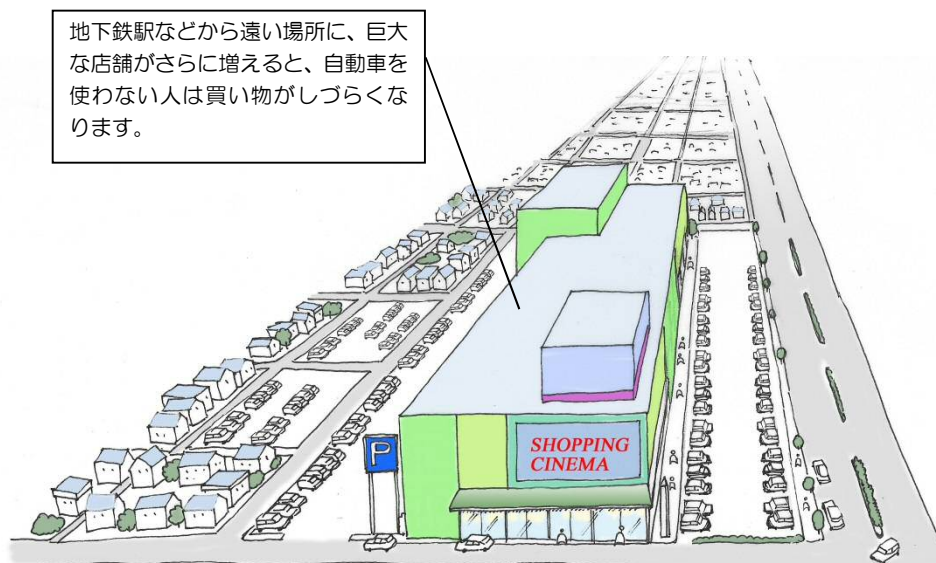 地下鉄駅などから遠い場所に、巨大
な店舗がさらに増えると、自動車を
使わない人は買い物がしづらくな
ります。
SHOPPING
CINEMA
P